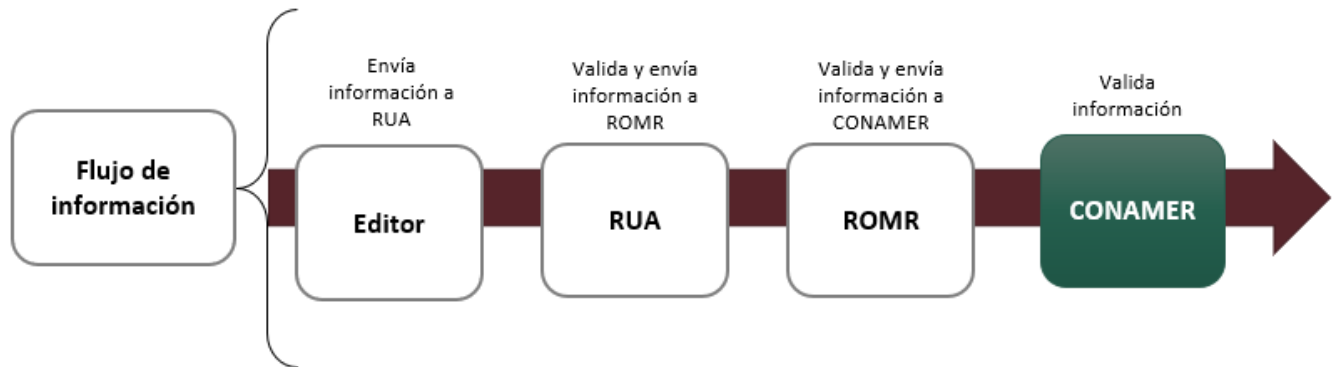 Flujo de
información
Envía
información a
RUA
Editor
Valida y envía
información a
ROMR
RUA
Valida y envía
información a
CONAMER
ROMR
Valida
información
CONAMER